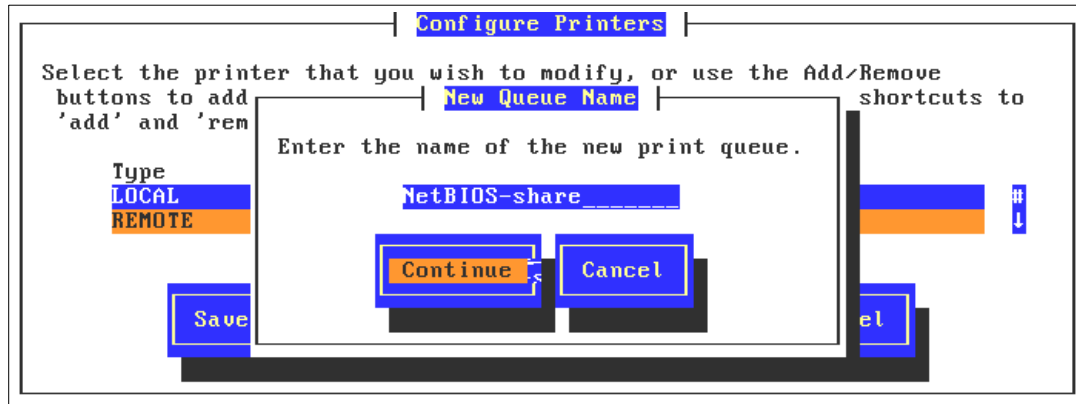 Configure Printers
Select the printer that you wish to modify, or use the Add/Remove
buttons to add
shortcuts to
'add' and 'rem
New Queue Name
Enter the name of the new print queue.
Type
LOCAL
#
REMOTE
↓
NetBIOS-share_______
Continue
Cancel
Save
el